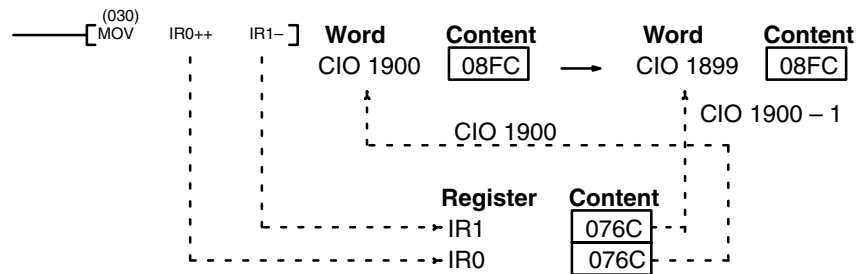 (030)
[MOV IR0++ IR1–] Word Content Word Content
CIO 1900 08FC CIO 1899 08FC
CIO 1900 CIO 1900 – 1
Register Content
IR1 076C
IR0 076C